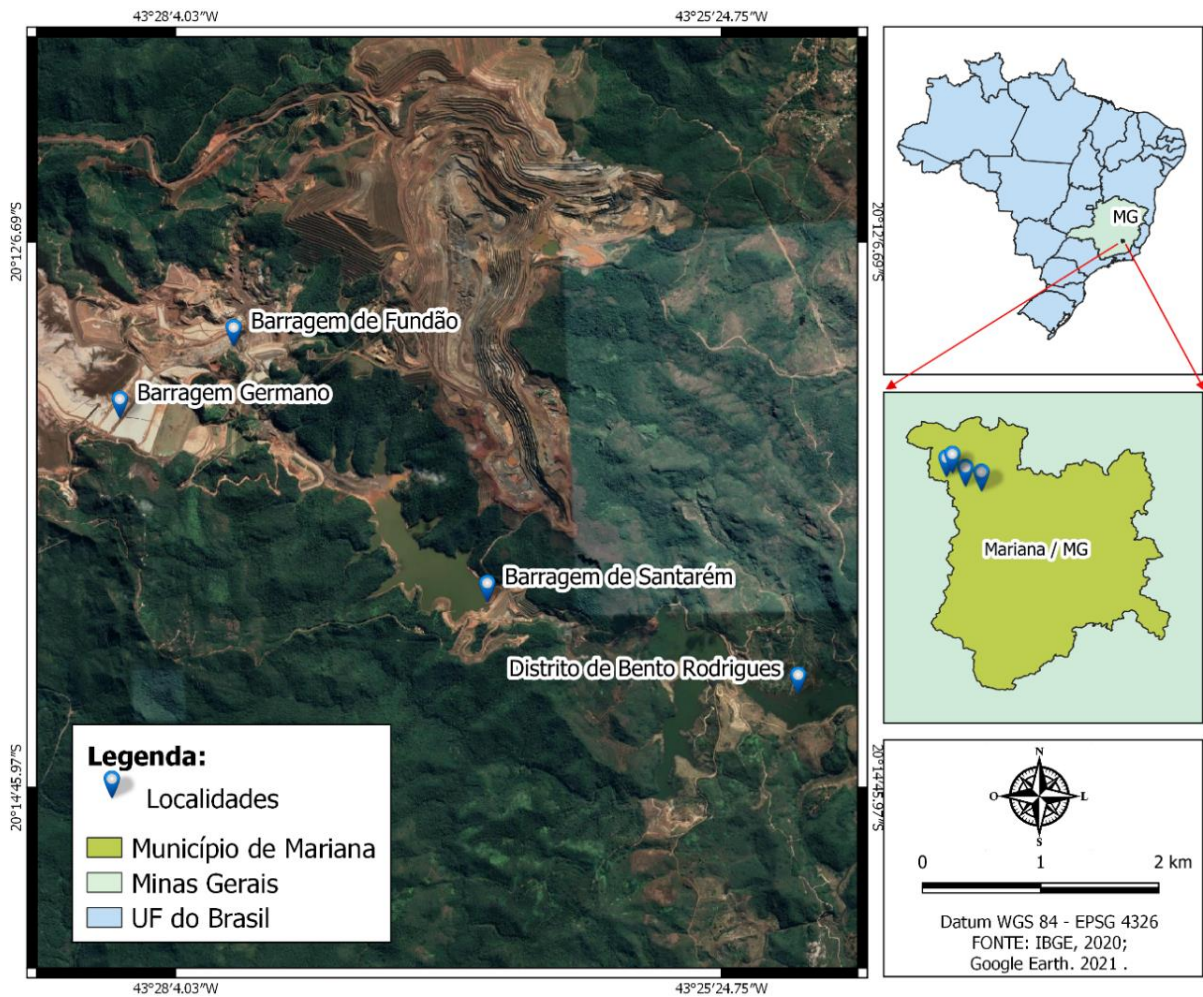 43°28′4.03″W
43°25′24.75″W
20°12′6.69″S
20°12′6.69″S
MG
Barragem de Fundão
Barragem Germano
Barragem de Santarém
Distrito de Bento Rodrigues
Mariana / MG
Legenda:
Localidades
Município de Mariana
Minas Gerais
UF do Brasil
20°14′45.97″S
20°14′45.97″S
N
O
L
S
0 1 2 km
Datum WGS 84 - EPSG 4326
FONTE: IBGE, 2020;
Google Earth. 2021 .
43°28′4.03″W
43°25′24.75″W